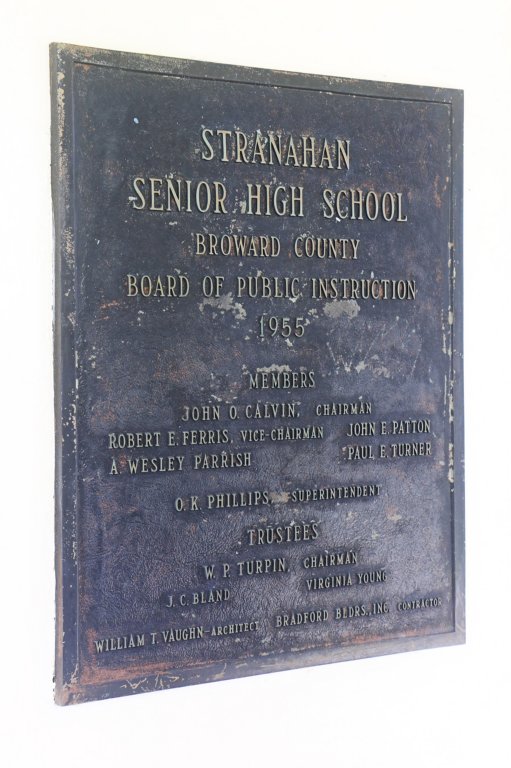 STRANAHAN
SENIOR HIGH SCHOOL
BROWARD COUNTY
BOARD OF PUBLIC INSTRUCTION
1955
MEMBERS
JOHN O. CALVIN, CHAIRMAN
ROBERT E. FERRIS, VICE-CHAIRMAN JOHN E. PATTON
A. WESLEY PARRISH PAUL E. TURNER
O. K. PHILLIPS, SUPERINTENDENT
TRUSTEES
W. P. TURPIN, CHAIRMAN
J. C. BLAND VIRGINIA YOUNG
WILLIAM T. VAUGHN-ARCHITECT BRADFORD BLDRS., INC. CONTRACTOR